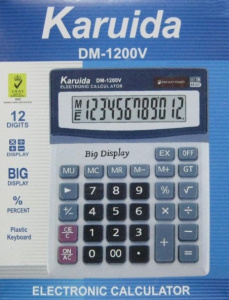 Karuida
DM-1200V
Karuida DM-1200V
ELECTRONIC CALCULATOR
M
E
123456789012
12
DIGITS
DISPLAY
BIG
DISPLAY
%
PERCENT
Plastic
Keyboard
Big Display
EX OFF
MU MC MR M- M+ GT
▶ 7 8 9 % √
+/- 4 5 6 × ÷
CE
C 1 2 3 + -
ON
AC 0 00 . =
ELECTRONIC CALCULATOR